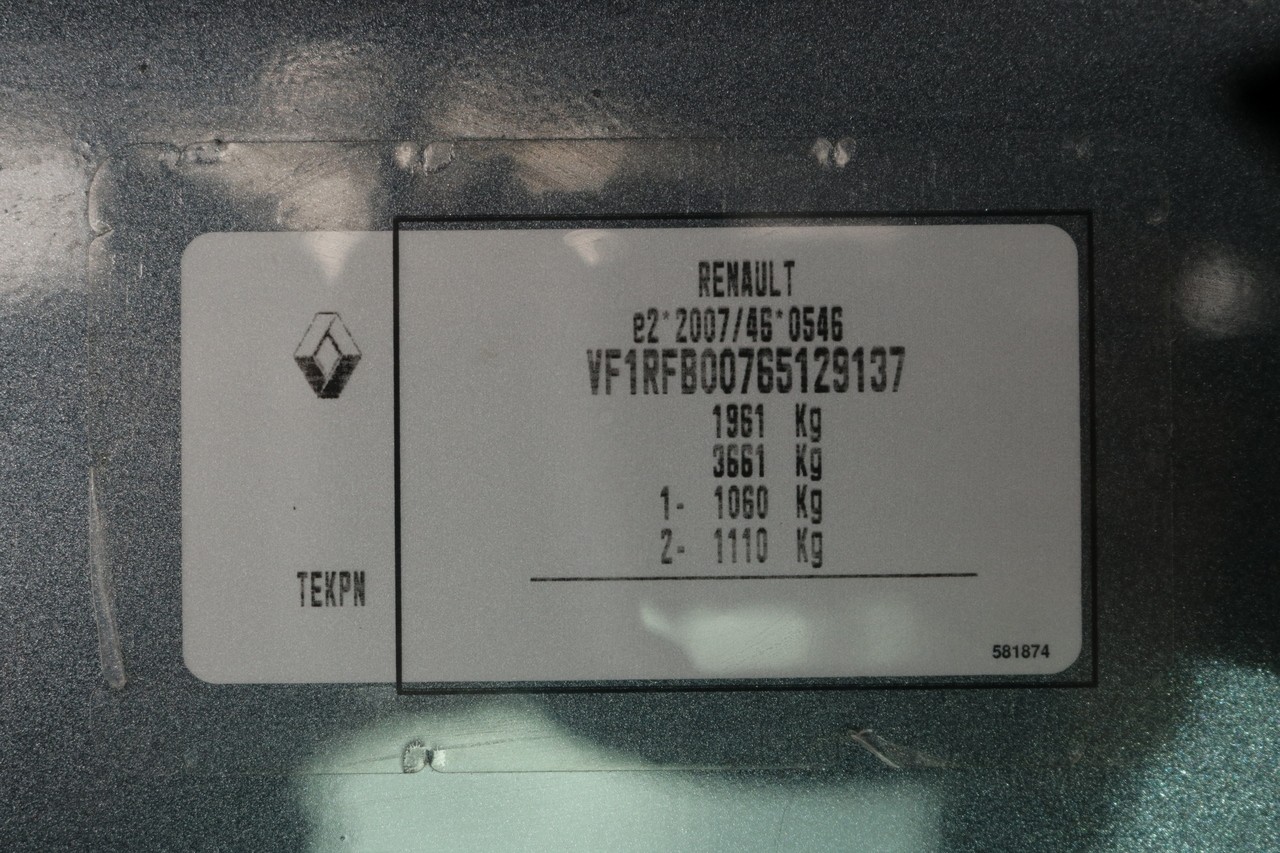 RENAULT
e2*2007/46*0546
VF1RFB00765129137
1961 Kg
3661 Kg
1- 1060 Kg
2- 1110 Kg
TEKPN
581874